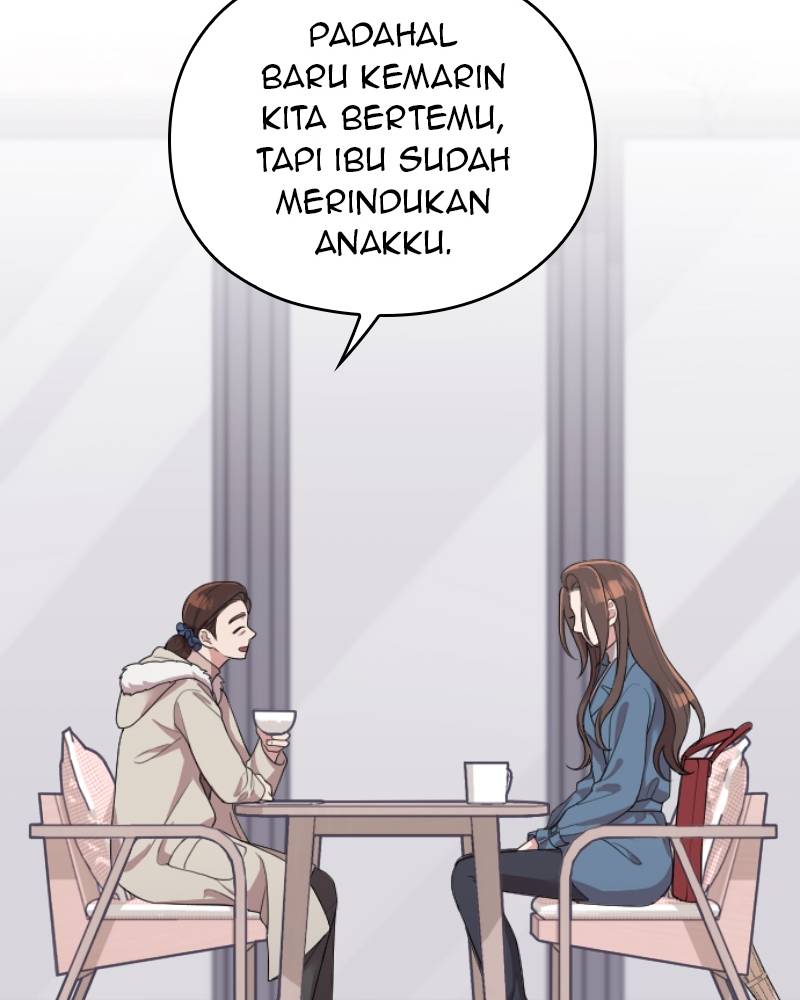 PADAHAL
BARU KEMARIN
KITA BERTEMU,
TAPI IBU SUDAH
MERINDUKAN
ANAKKU.